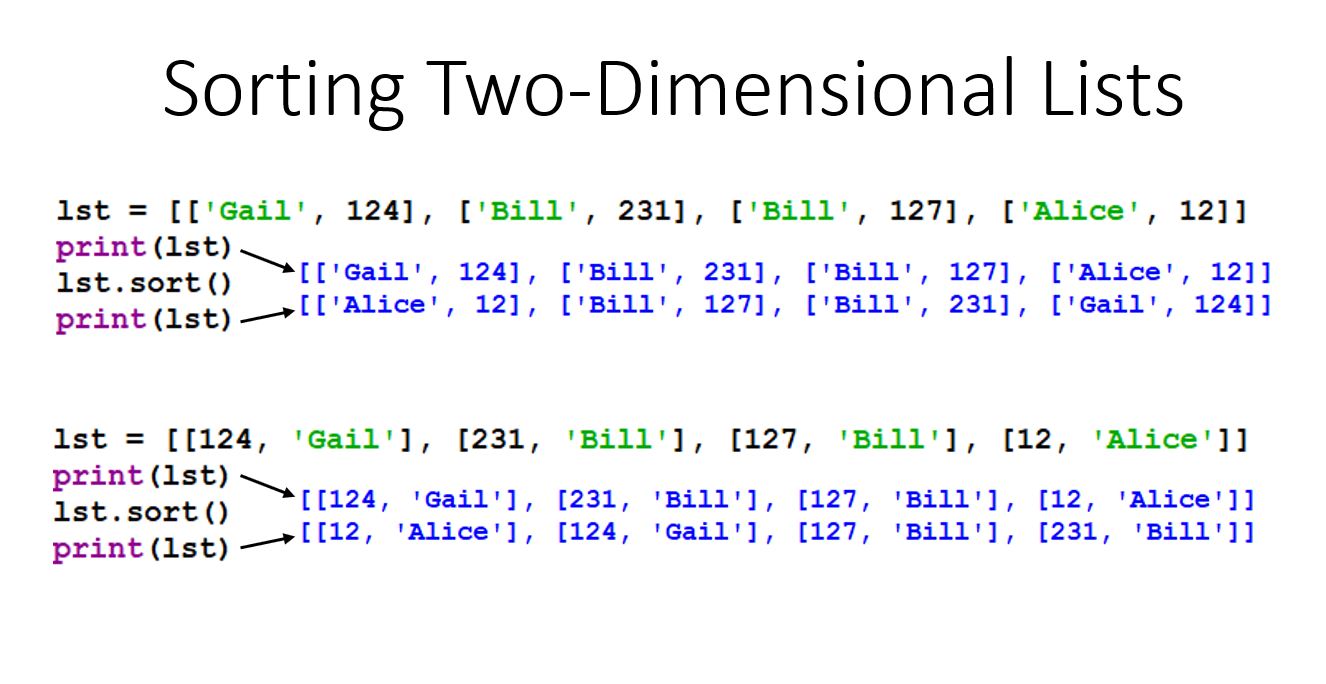 Sorting Two-Dimensional Lists
lst = [['Gail', 124], ['Bill', 231], ['Bill', 127], ['Alice', 12]]
print(lst)
[['Gail', 124], ['Bill', 231], ['Bill', 127], ['Alice', 12]]
lst.sort()
[['Alice', 12], ['Bill', 127], ['Bill', 231], ['Gail', 124]]
print(lst)
lst = [[124, 'Gail'], [231, 'Bill'], [127, 'Bill'], [12, 'Alice']]
print(lst)
[[124, 'Gail'], [231, 'Bill'], [127, 'Bill'], [12, 'Alice']]
lst.sort()
[[12, 'Alice'], [124, 'Gail'], [127, 'Bill'], [231, 'Bill']]
print(lst)